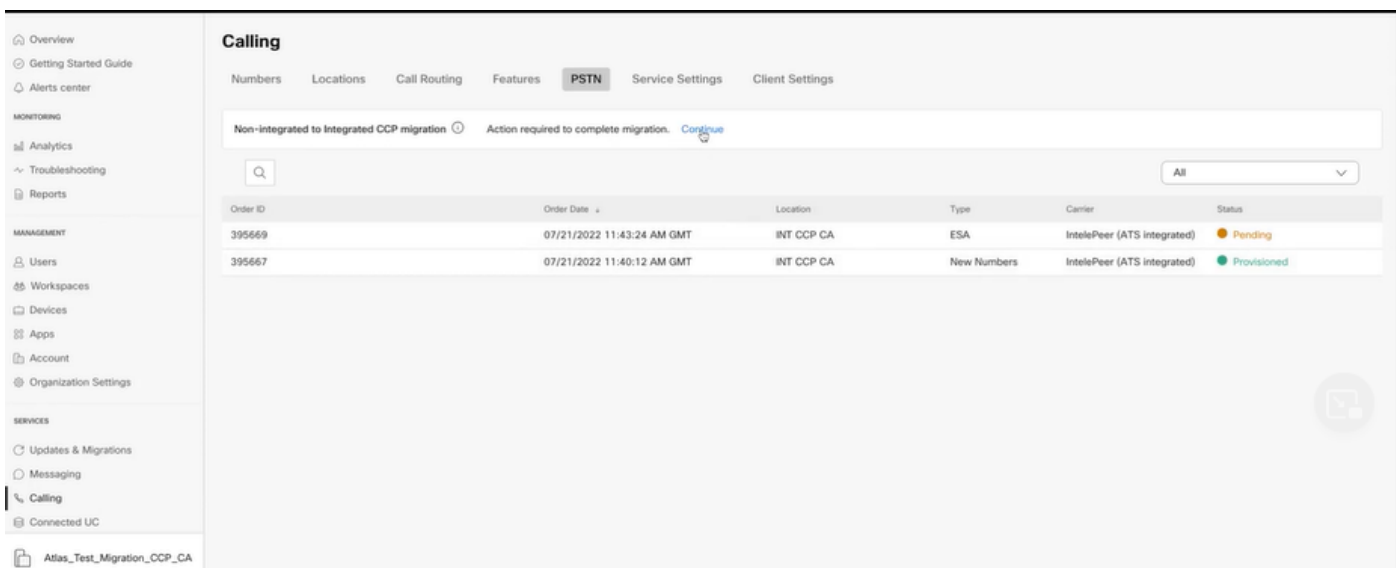 Overview
Getting Started Guide
Alerts center
MONITORING
Analytics
Troubleshooting
Reports
MANAGEMENT
Users
Workspaces
Devices
Apps
Account
Organization Settings
SERVICES
Updates & Migrations
Messaging
Calling
Connected UC
Atlas_Test_Migration_CCP_CA
Calling
Numbers Locations Call Routing Features PSTN Service Settings Client Settings
Non-integrated to Integrated CCP migration Action required to complete migration. Continue
All
Order ID Order Date Location Type Carrier Status
395669 07/21/2022 11:43:24 AM GMT INT CCP CA ESA IntelePeer (ATS integrated) Pending
395667 07/21/2022 11:40:12 AM GMT INT CCP CA New Numbers IntelePeer (ATS integrated) Provisioned